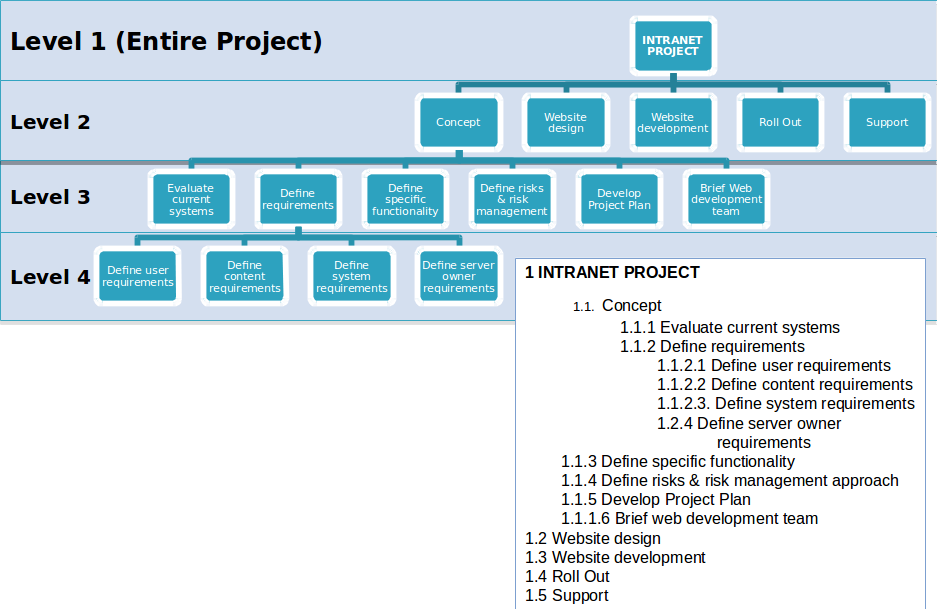 Level 1 (Entire Project)
INTRANET
PROJECT
Level 2
Concept
Website
design
Website
development
Roll Out
Support
Level 3
Evaluate
current
systems
Define
requirements
Define
specific
functionality
Define risks
& risk
management
Develop
Project Plan
Brief Web
development
team
Level 4
Define user
requirements
Define
content
requirements
Define
system
requirements
Define server
owner
requirements
1 INTRANET PROJECT
1.1. Concept
1.1.1 Evaluate current systems
1.1.2 Define requirements
1.1.2.1 Define user requirements
1.1.2.2 Define content requirements
1.1.2.3. Define system requirements
1.2.4 Define server owner
requirements
1.1.3 Define specific functionality
1.1.4 Define risks & risk management approach
1.1.5 Develop Project Plan
1.1.1.6 Brief web development team
1.2 Website design
1.3 Website development
1.4 Roll Out
1.5 Support